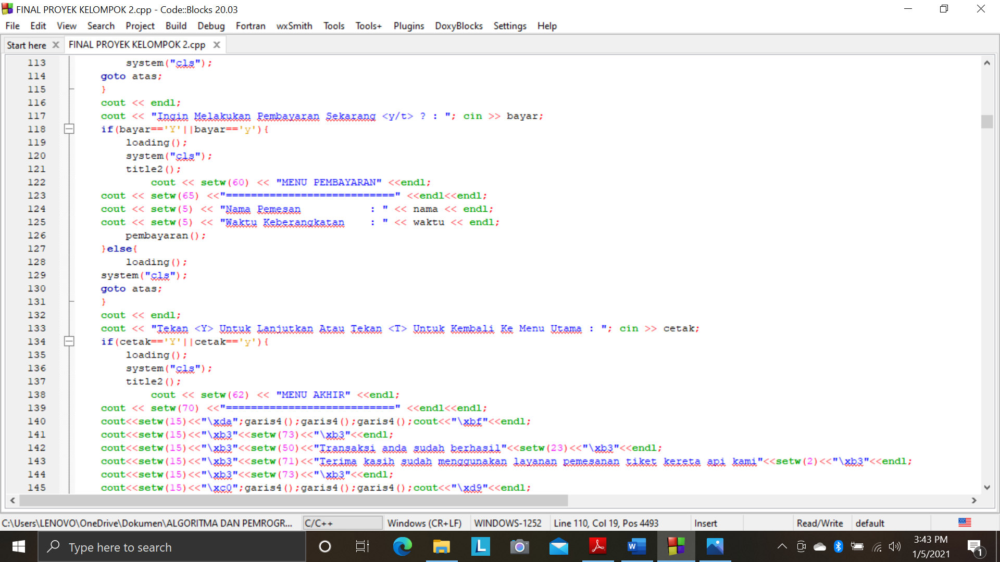 FINAL PROYEK KELOMPOK 2.cpp - Code::Blocks 20.03
File Edit View Search Project Build Debug Fortran wxSmith Tools Tools+ Plugins DoxyBlocks Settings Help
Start here FINAL PROYEK KELOMPOK 2.cpp
113 system("cls");
114 goto atas;
115 }
116 cout << endl;
117 cout << "Ingin Melakukan Pembayaran Sekarang <y/t> ? : "; cin >> bayar;
118 if(bayar=='Y'||bayar=='y'){
119 loading();
120 system("cls");
121 title2();
122 cout << setw(60) << "MENU PEMBAYARAN" <<endl;
123 cout << setw(65) <<"===========================" <<endl<<endl;
124 cout << setw(5) << "Nama Pemesan           : " << nama << endl;
125 cout << setw(5) << "Waktu Keberangkatan    : " << waktu << endl;
126 pembayaran();
127 }else{
128 loading();
129 system("cls");
130 goto atas;
131 }
132 cout << endl;
133 cout << "Tekan <Y> Untuk Lanjutkan Atau Tekan <T> Untuk Kembali Ke Menu Utama : "; cin >> cetak;
134 if(cetak=='Y'||cetak=='y'){
135 loading();
136 system("cls");
137 title2();
138 cout << setw(62) << "MENU AKHIR" <<endl;
139 cout << setw(70) <<"===========================" <<endl<<endl;
140 cout<<setw(15)<<"\xda";garis4();garis4();garis4();cout<<"\xbf"<<endl;
141 cout<<setw(15)<<"\xb3"<<setw(73)<<"\xb3"<<endl;
142 cout<<setw(15)<<"\xb3"<<setw(50)<<"Transaksi anda sudah berhasil"<<setw(23)<<"\xb3"<<endl;
143 cout<<setw(15)<<"\xb3"<<setw(71)<<"Terima kasih sudah menggunakan layanan pemesanan tiket kereta api kami"<<setw(2)<<"\xb3"<<endl;
144 cout<<setw(15)<<"\xb3"<<setw(73)<<"\xb3"<<endl;
145 cout<<setw(15)<<"\xc0";garis4();garis4();garis4();cout<<"\xd9"<<endl;
C:\Users\LENOVO\OneDrive\Dokumen\ALGORITMA DAN PEMROGR... C/C++ Windows (CR+LF) WINDOWS-1252 Line 110, Col 19, Pos 4493 Insert Read/Write default
Type here to search
3:43 PM
1/5/2021
1